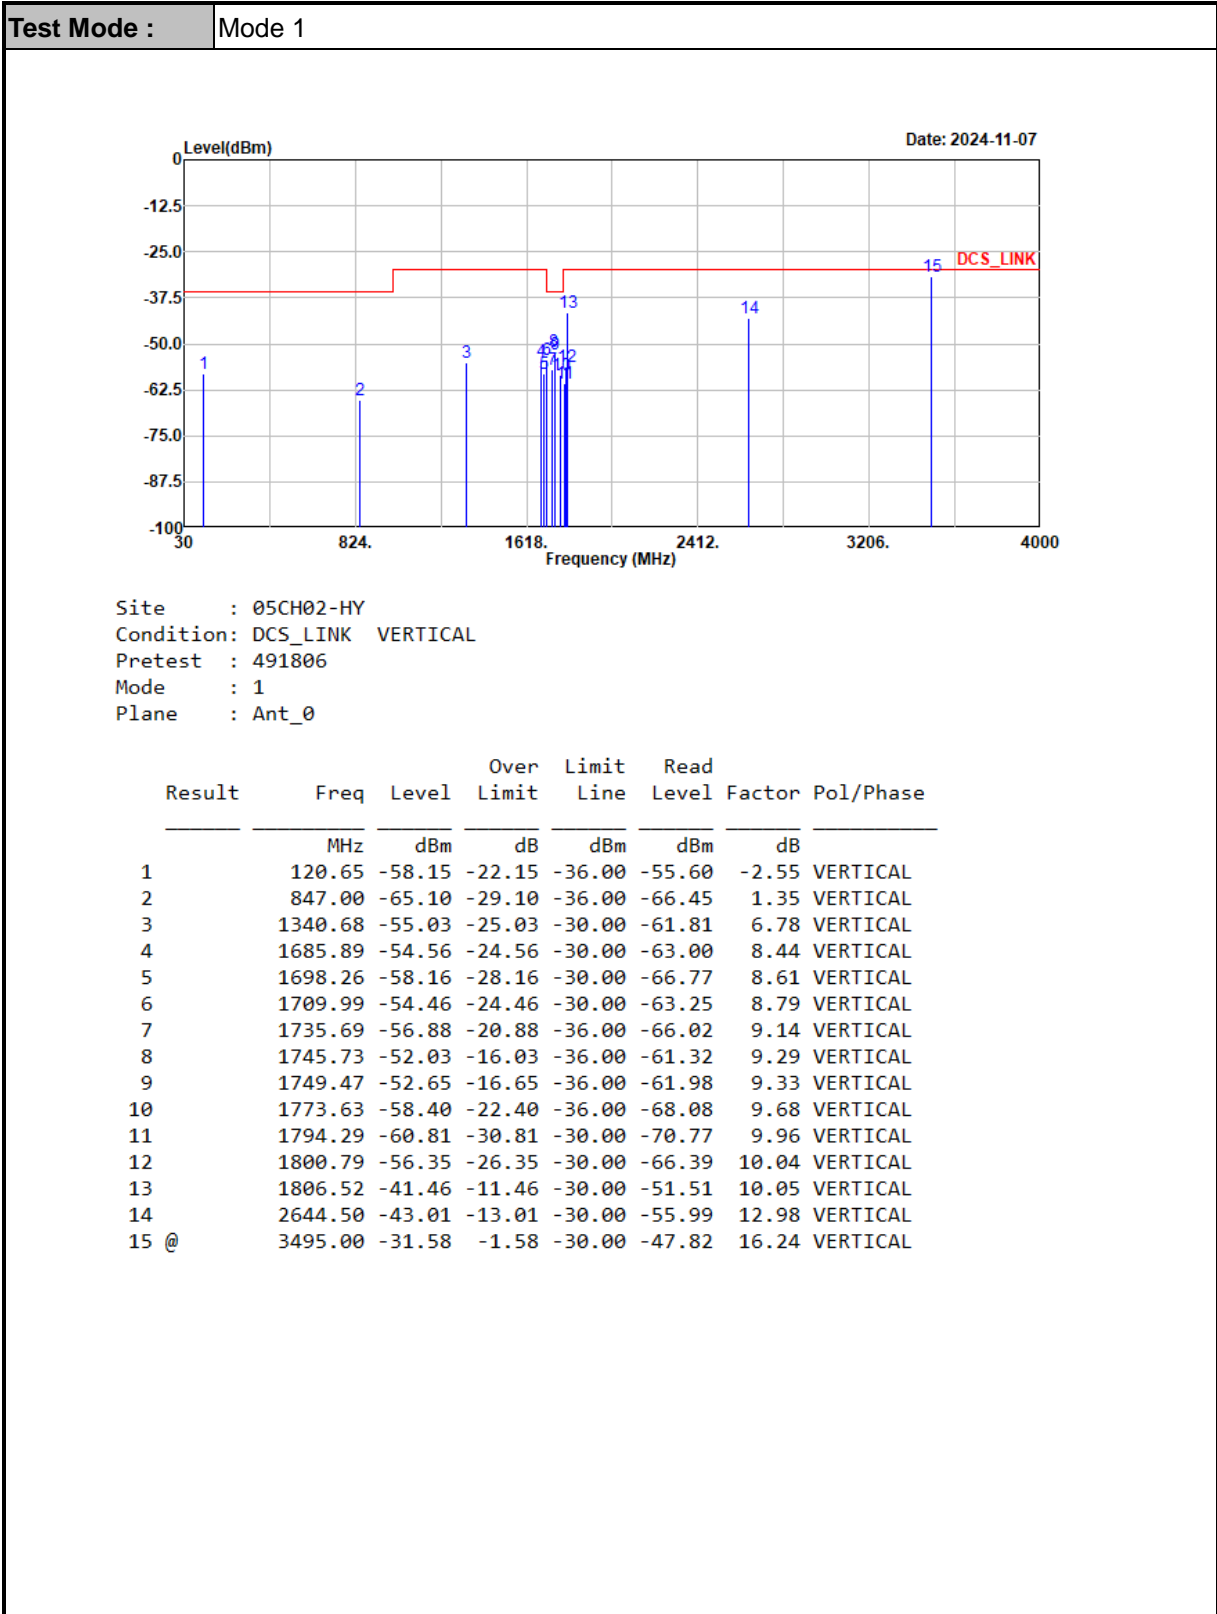 Test Mode : Mode 1
Date: 2024-11-07
Level(dBm)
0
-12.5
-25.0
DCS_LINK
-37.5
-50.0
-62.5
-75.0
-87.5
-100
1
2
3
4
5
6
7
8
9
11
12
13
14
15
30 824. 1618. 2412. 3206. 4000
Frequency (MHz)
Site : 05CH02-HY
Condition: DCS_LINK VERTICAL
Pretest : 491806
Mode : 1
Plane : Ant_0
Over Limit Read
Result Freq Level Limit Line Level Factor Pol/Phase
MHz dBm dB dBm dBm dB
1 120.65 -58.15 -22.15 -36.00 -55.60 -2.55 VERTICAL
2 847.00 -65.10 -29.10 -36.00 -66.45 1.35 VERTICAL
3 1340.68 -55.03 -25.03 -30.00 -61.81 6.78 VERTICAL
4 1685.89 -54.56 -24.56 -30.00 -63.00 8.44 VERTICAL
5 1698.26 -58.16 -28.16 -30.00 -66.77 8.61 VERTICAL
6 1709.99 -54.46 -24.46 -30.00 -63.25 8.79 VERTICAL
7 1735.69 -56.88 -20.88 -36.00 -66.02 9.14 VERTICAL
8 1745.73 -52.03 -16.03 -36.00 -61.32 9.29 VERTICAL
9 1749.47 -52.65 -16.65 -36.00 -61.98 9.33 VERTICAL
10 1773.63 -58.40 -22.40 -36.00 -68.08 9.68 VERTICAL
11 1794.29 -60.81 -30.81 -30.00 -70.77 9.96 VERTICAL
12 1800.79 -56.35 -26.35 -30.00 -66.39 10.04 VERTICAL
13 1806.52 -41.46 -11.46 -30.00 -51.51 10.05 VERTICAL
14 2644.50 -43.01 -13.01 -30.00 -55.99 12.98 VERTICAL
15 @ 3495.00 -31.58 -1.58 -30.00 -47.82 16.24 VERTICAL